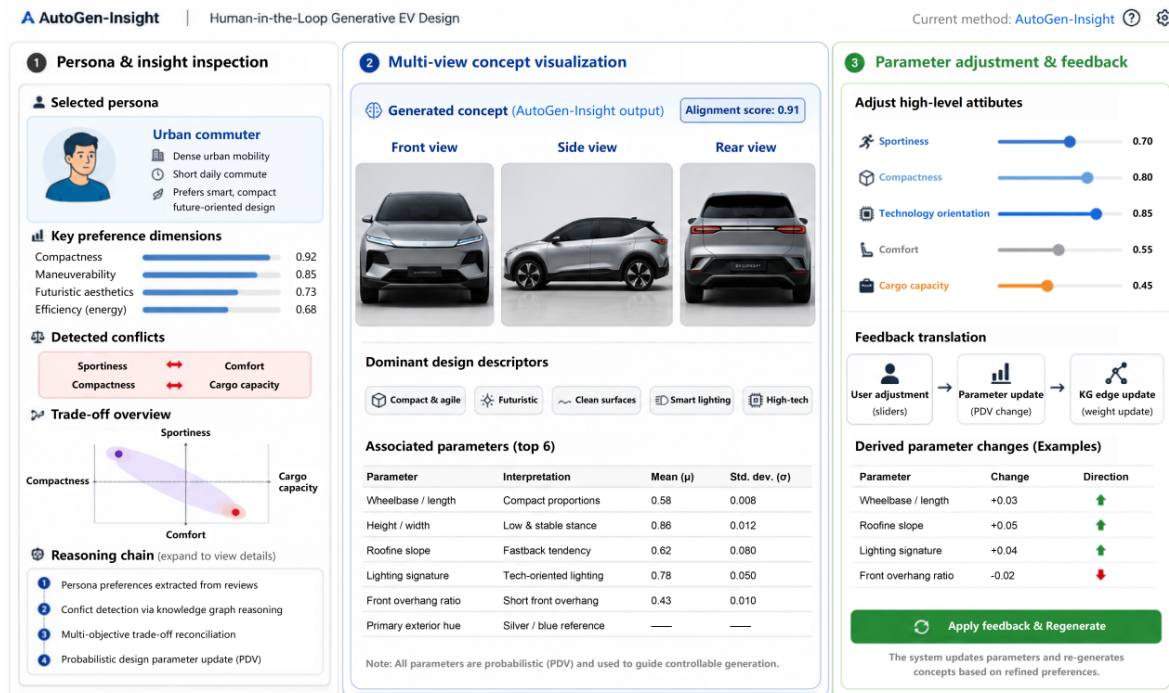 AutoGen-Insight
Human-in-the-Loop Generative EV Design
Current method: AutoGen-Insight ?
1 Persona & insight inspection
Selected persona
Urban commuter
Dense urban mobility
Short daily commute
Prefers smart, compact
future-oriented design
Key preference dimensions
Compactness 0.92
Maneuverability 0.85
Futuristic aesthetics 0.73
Efficiency (energy) 0.68
Detected conflicts
Sportiness Comfort
Compactness Cargo capacity
Trade-off overview
Sportiness
Compactness
Cargo
capacity
Comfort
Reasoning chain (expand to view details)
1 Persona preferences extracted from reviews
2 Confict detection via knowledge graph reasoning
3 Multi-objective trade-off reconciliation
4 Probabilistic design parameter update (PDV)
2 Multi-view concept visualization
Generated concept (AutoGen-Insight output)
Alignment score: 0.91
Front view Side view Rear view
Dominant design descriptors
Compact & agile Futuristic Clean surfaces Smart lighting High-tech
Associated parameters (top 6)
Parameter Interpretation Mean (μ) Std. dev. (σ)
Wheelbase / length Compact proportions 0.58 0.008
Height / width Low & stable stance 0.86 0.012
Roofine slope Fastback tendency 0.62 0.080
Lighting signature Tech-oriented lighting 0.78 0.050
Front overhang ratio Short front overhang 0.43 0.010
Primary exterior hue Silver / blue reference —— ——
Note: All parameters are probabilistic (PDV) and used to guide controllable generation.
3 Parameter adjustment & feedback
Adjust high-level attibutes
Sportiness 0.70
Compactness 0.80
Technology orientation 0.85
Comfort 0.55
Cargo capacity 0.45
Feedback translation
User adjustment
(sliders)
Parameter update
(PDV change)
KG edge update
(weight update)
Derived parameter changes (Examples)
Parameter Change Direction
Wheelbase / length +0.03
Roofine slope +0.05
Lighting signature +0.04
Front overhang ratio -0.02
Apply feedback & Regenerate
The system updates parameters and re-generates
concepts based on refined preferences.